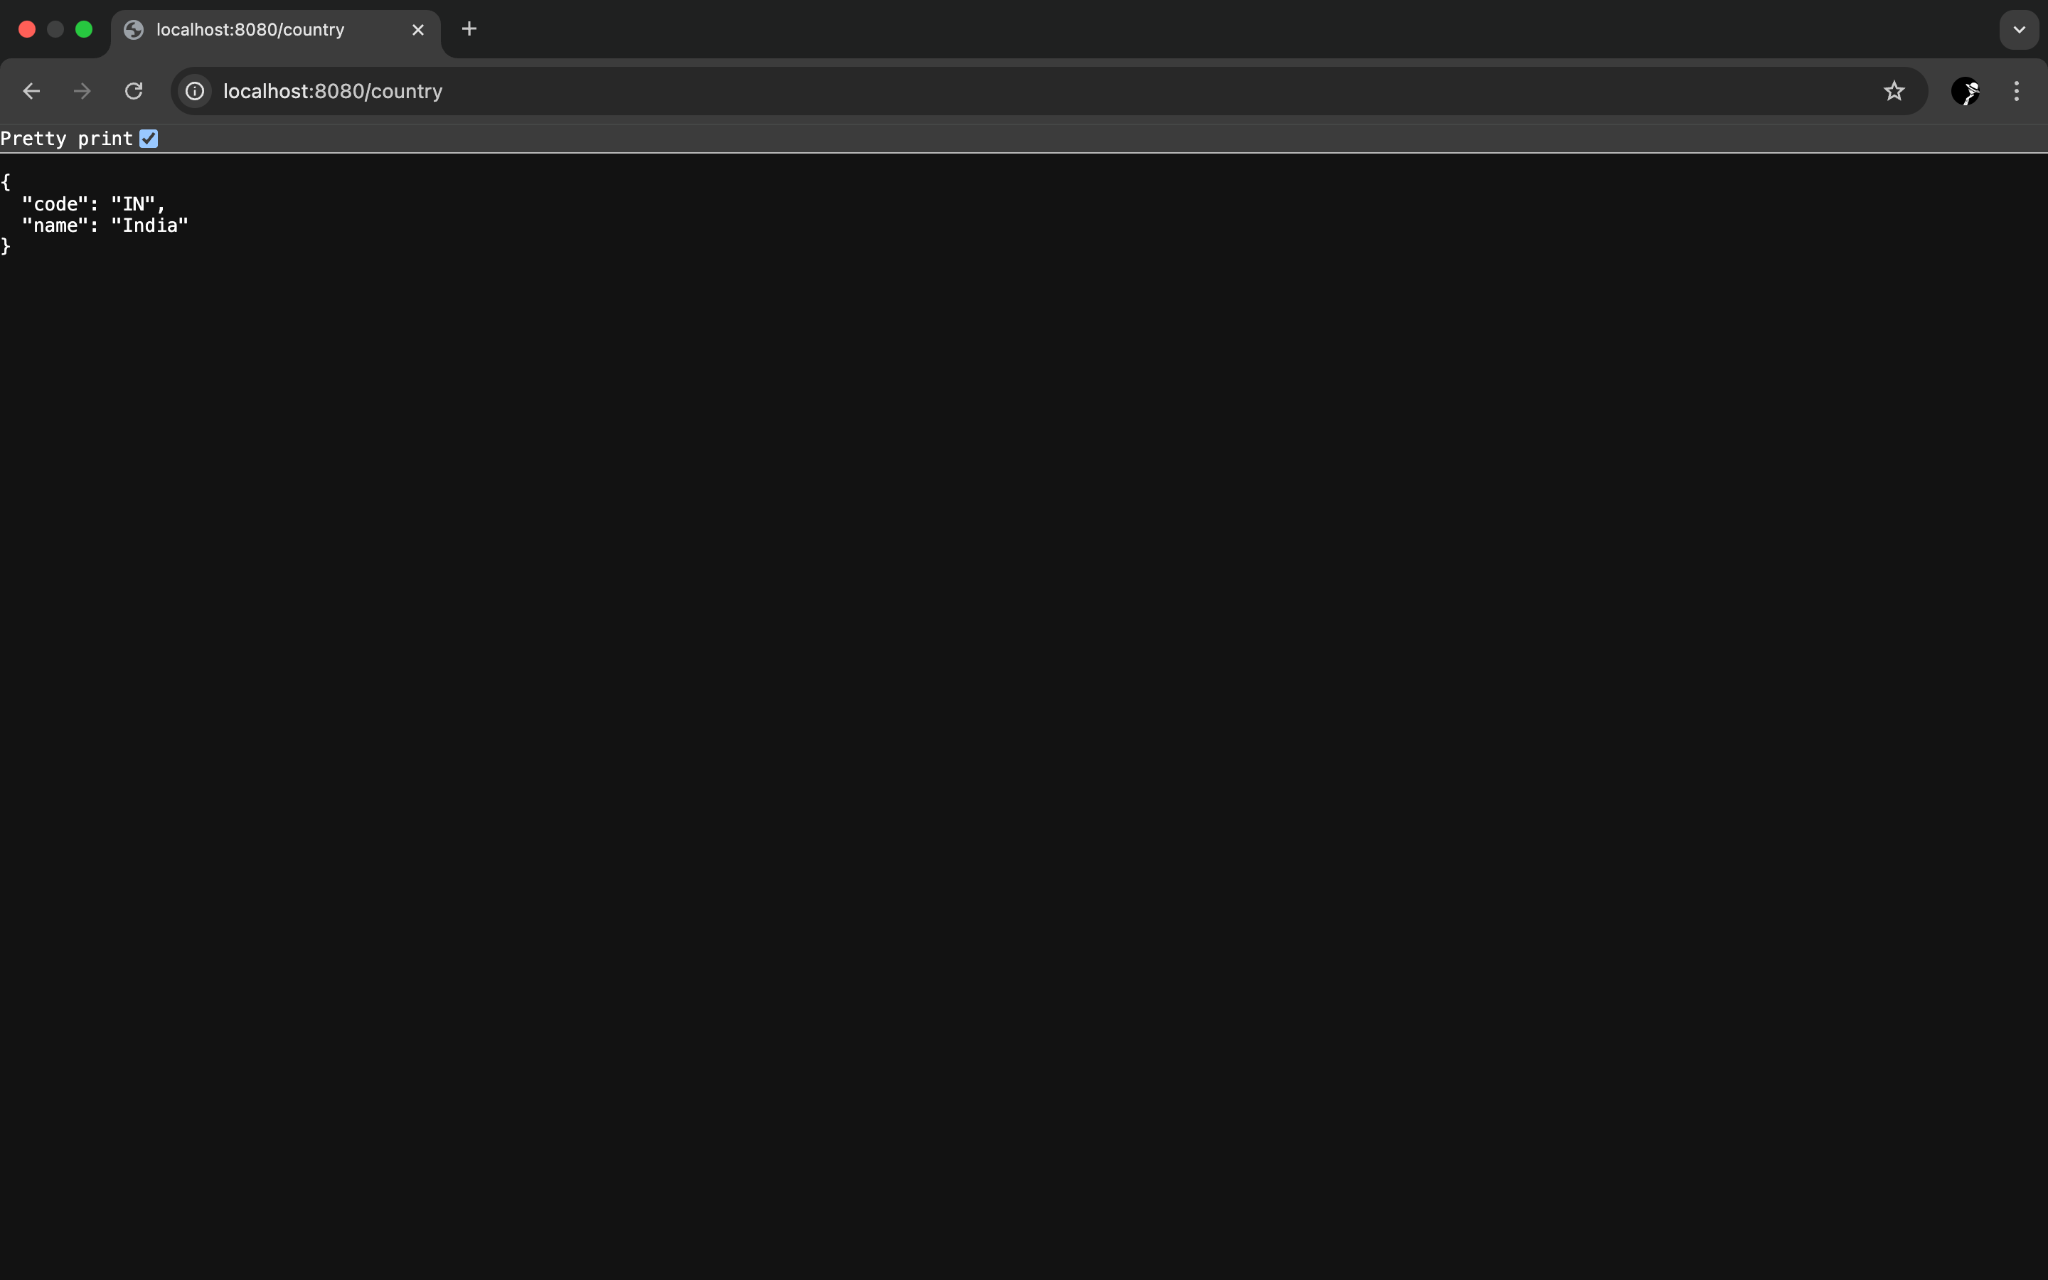 localhost:8080/country
localhost:8080/country
Pretty print
{
  "code": "IN",
  "name": "India"
}